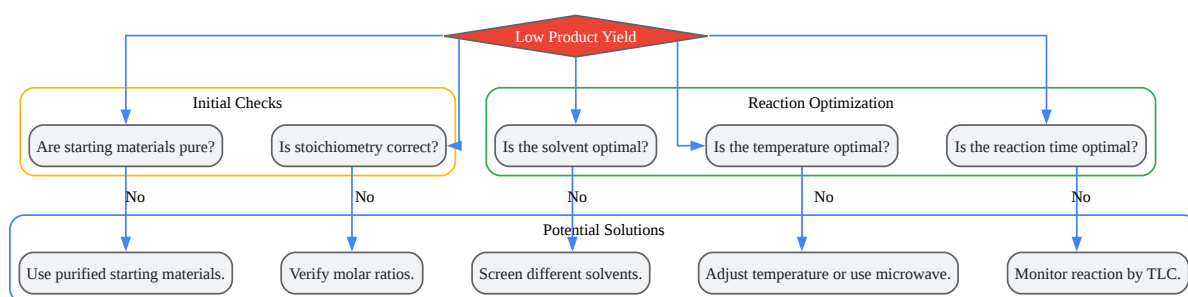 Low Product Yield
Initial Checks
Reaction Optimization
Are starting materials pure?
Is stoichiometry correct?
Is the solvent optimal?
Is the temperature optimal?
Is the reaction time optimal?
No
No
No
No
No
Potential Solutions
Use purified starting materials.
Verify molar ratios.
Screen different solvents.
Adjust temperature or use microwave.
Monitor reaction by TLC.